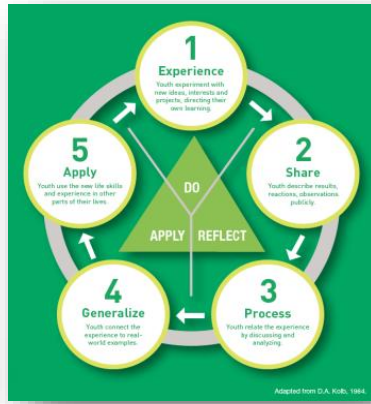 1
Experience
Youth experiment with
new ideas, interests and
projects, directing their
own learning.
2
Share
Youth describe results,
reactions, observations
publicly.
3
Process
Youth relate the experience
by discussing and
analyzing.
4
Generalize
Youth connect the
experience to real-
world examples.
5
Apply
Youth use the new life skills
and experience in other
parts of their lives.
DO
APPLY
REFLECT
Adapted from D.A. Kolb, 1984.